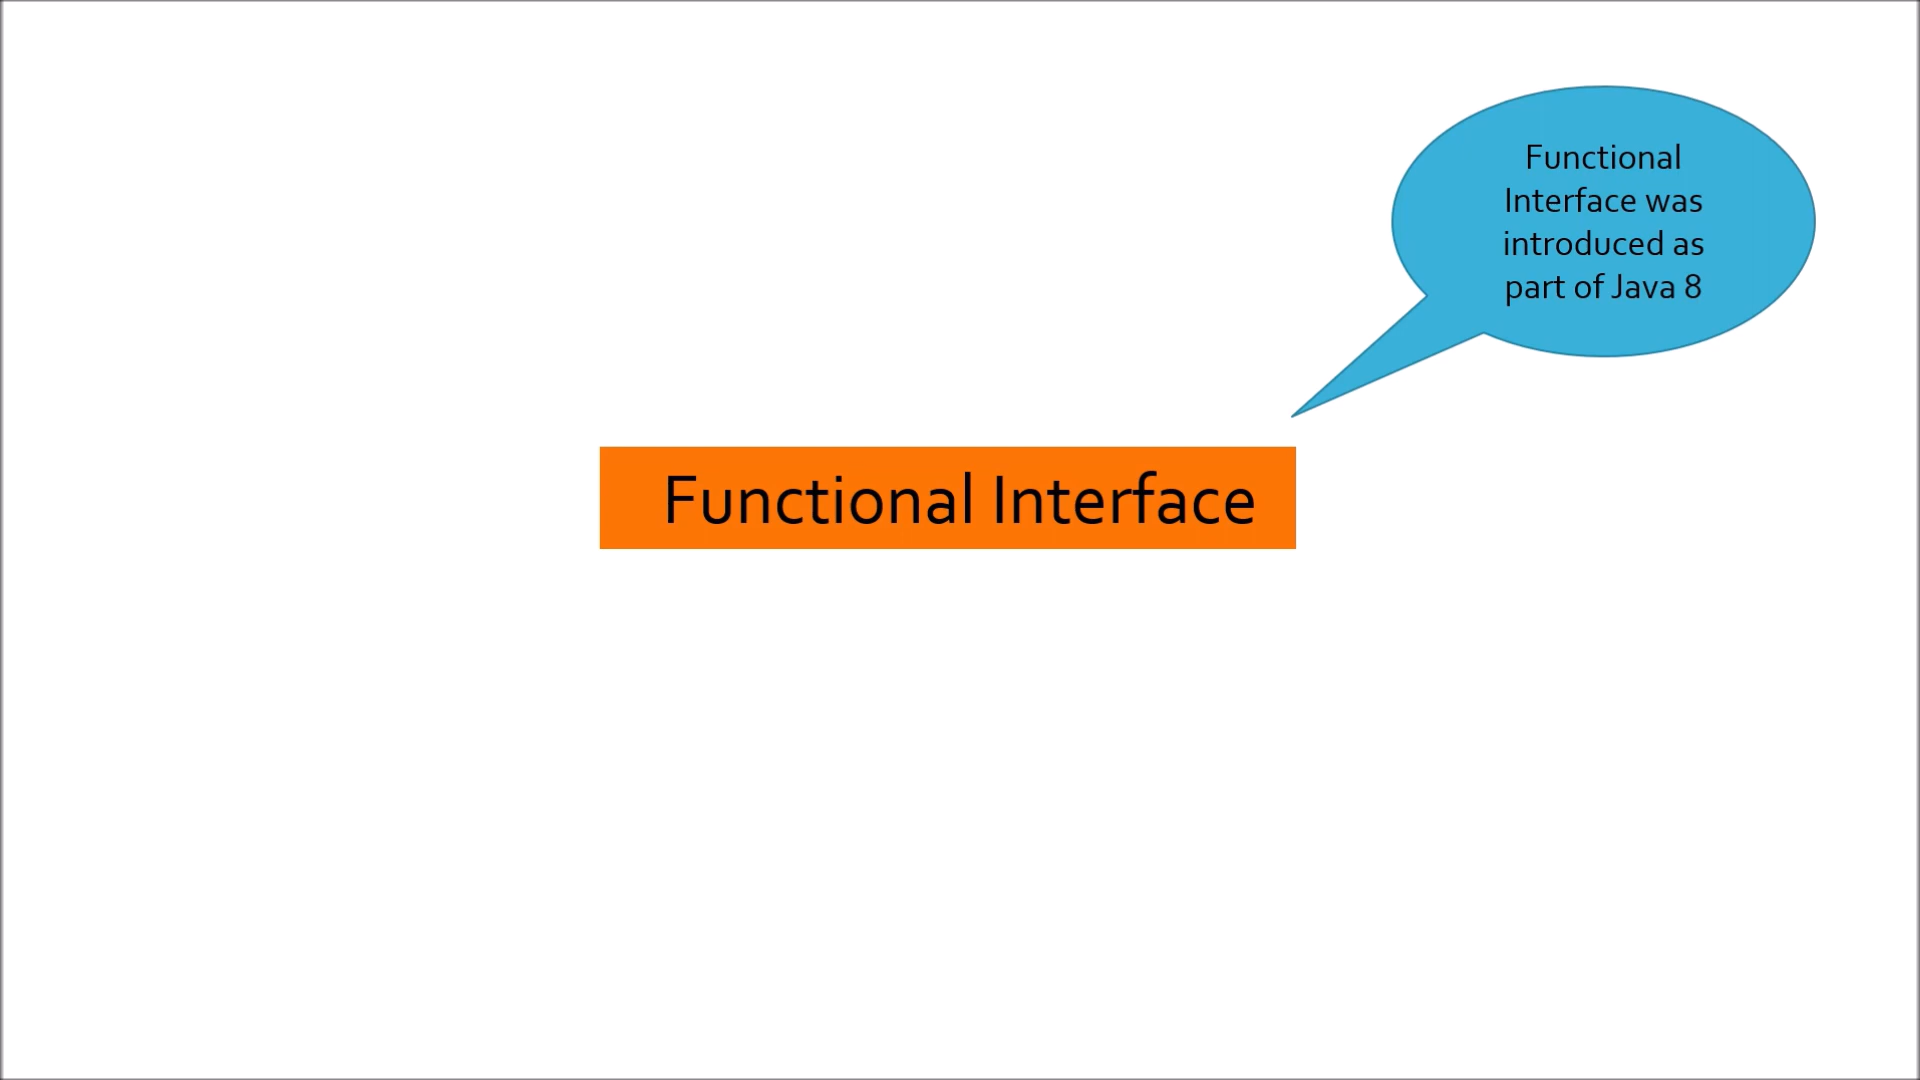 Functional
Interface was
introduced as
part of Java 8
Functional Interface